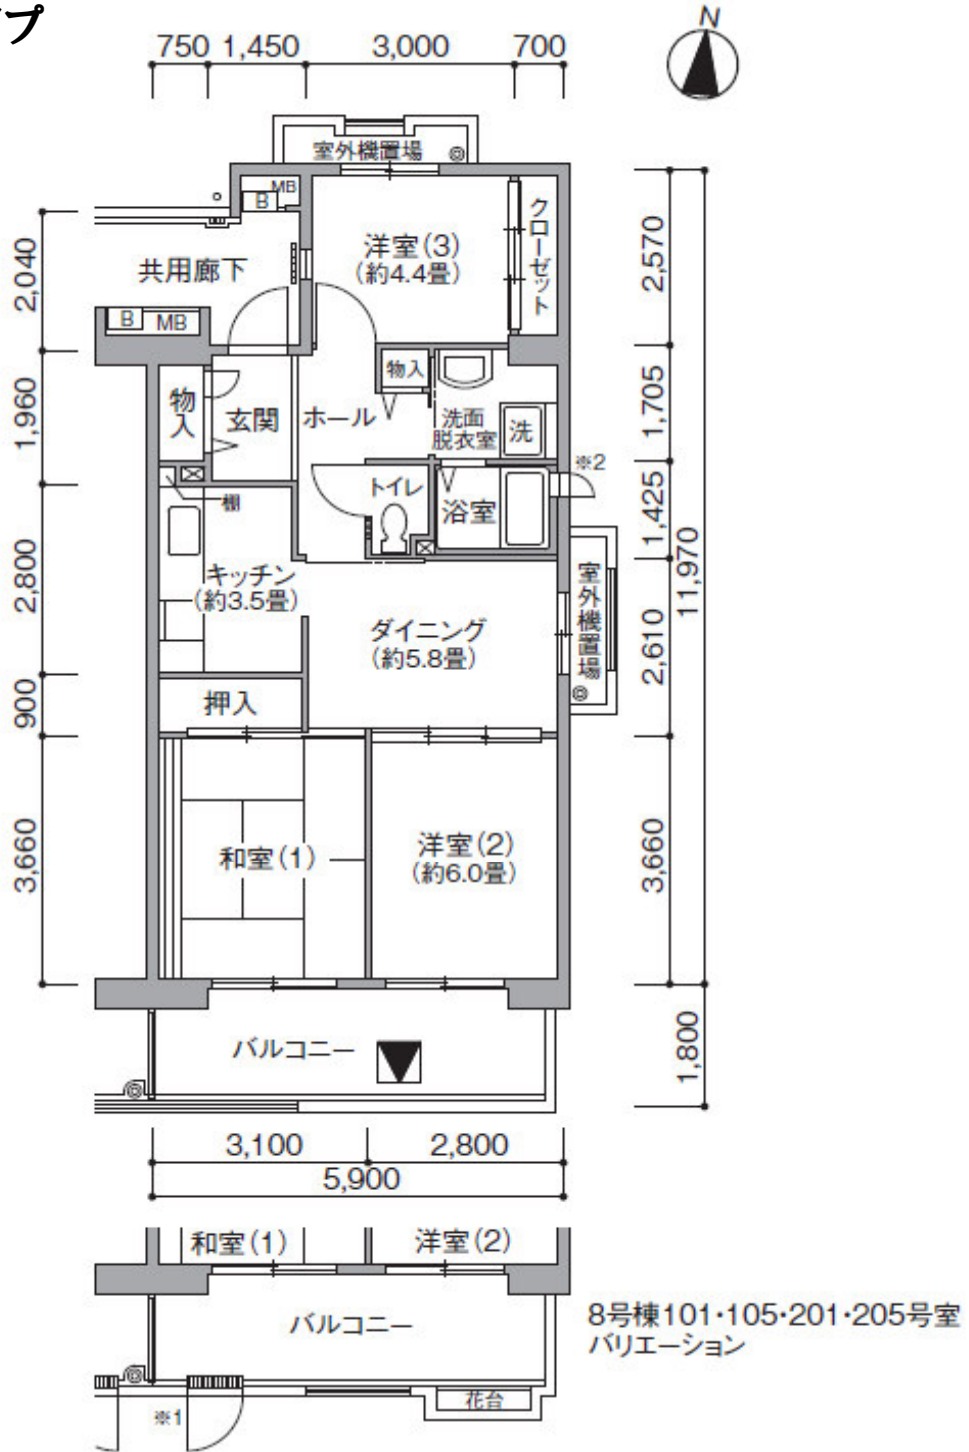 プ
N
750 1,450 3,000 700
室外機置場
MB
B
クローゼット
洋室(3)
(約4.4畳)
共用廊下
B MB
物入
物入
玄関
ホール
洗面
脱衣室
洗
※2
トイレ
浴室
棚
キッチン
(約3.5畳)
ダイニング
(約5.8畳)
室外機置場
押入
和室(1)
洋室(2)
(約6.0畳)
バルコニー
2,040
1,960
2,800
900
3,660
2,570
1,705
1,425
2,610
3,660
11,970
1,800
3,100 2,800
5,900
和室(1) 洋室(2)
バルコニー
※1
花台
8号棟101・105・201・205号室
バリエーション